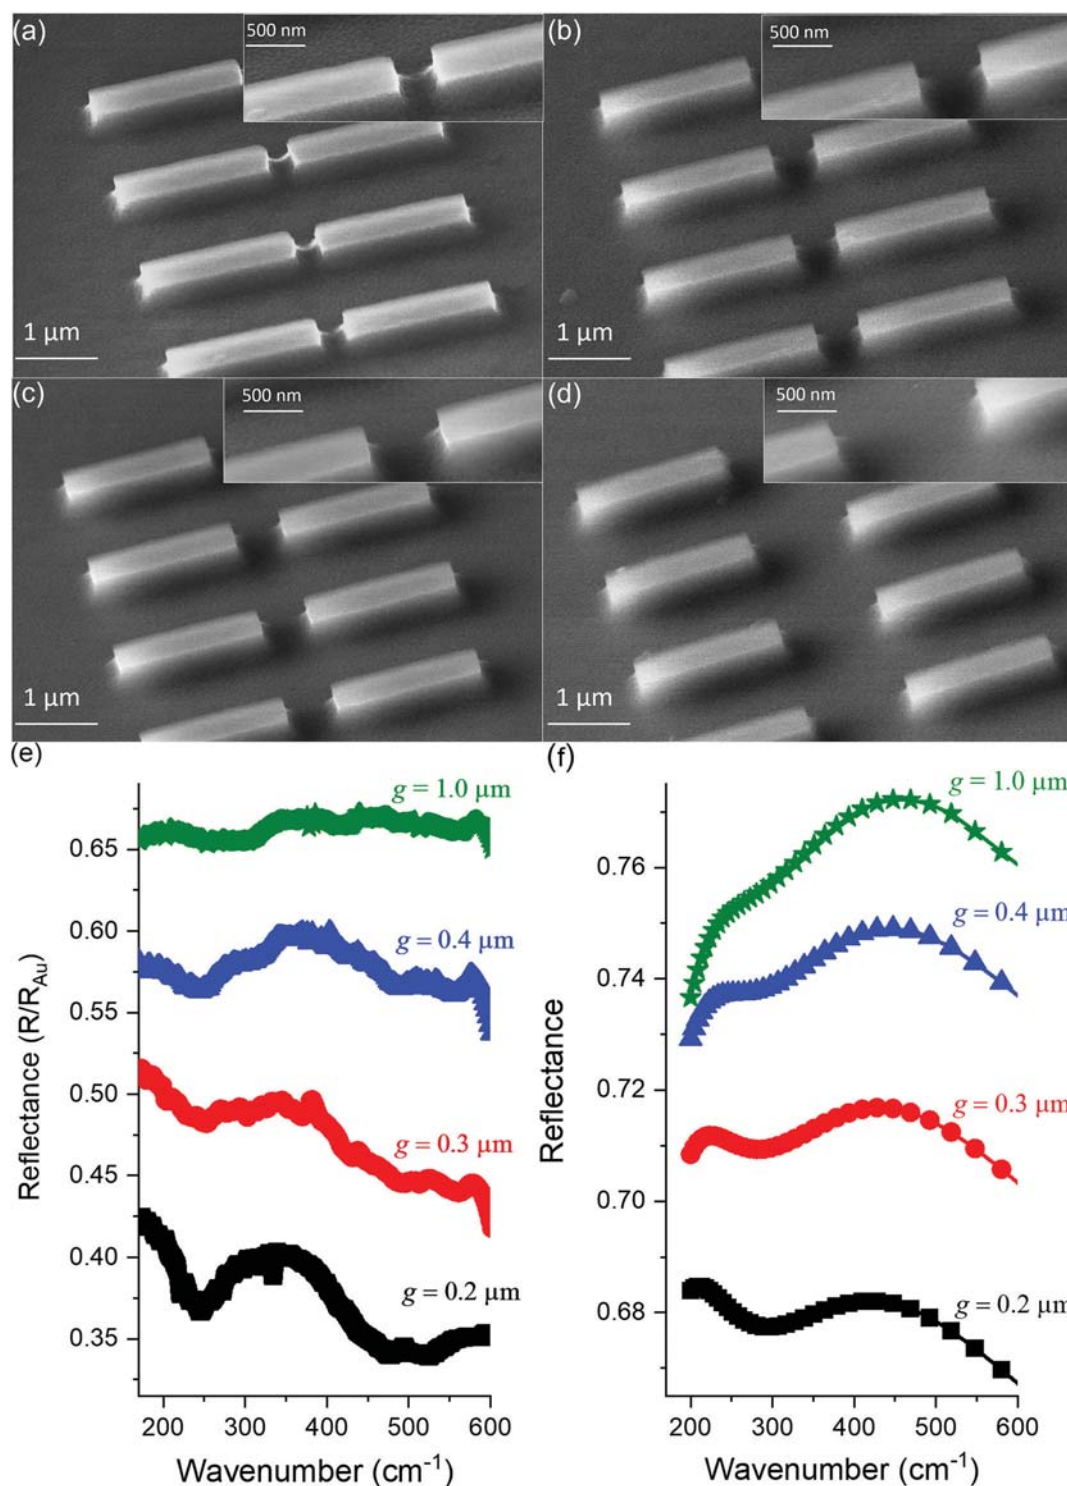 (a)
500 nm
1 μm
(b)
500 nm
1 μm
(c)
500 nm
1 μm
(d)
500 nm
1 μm
(e)
g = 1.0 μm
g = 0.4 μm
g = 0.3 μm
g = 0.2 μm
0.65
0.60
0.55
0.50
0.45
0.40
0.35
Reflectance (R/R_Au)
200 300 400 500 600
Wavenumber (cm⁻¹)
(f)
g = 1.0 μm
g = 0.4 μm
g = 0.3 μm
g = 0.2 μm
0.76
0.74
0.72
0.70
0.68
Reflectance
200 300 400 500 600
Wavenumber (cm⁻¹)